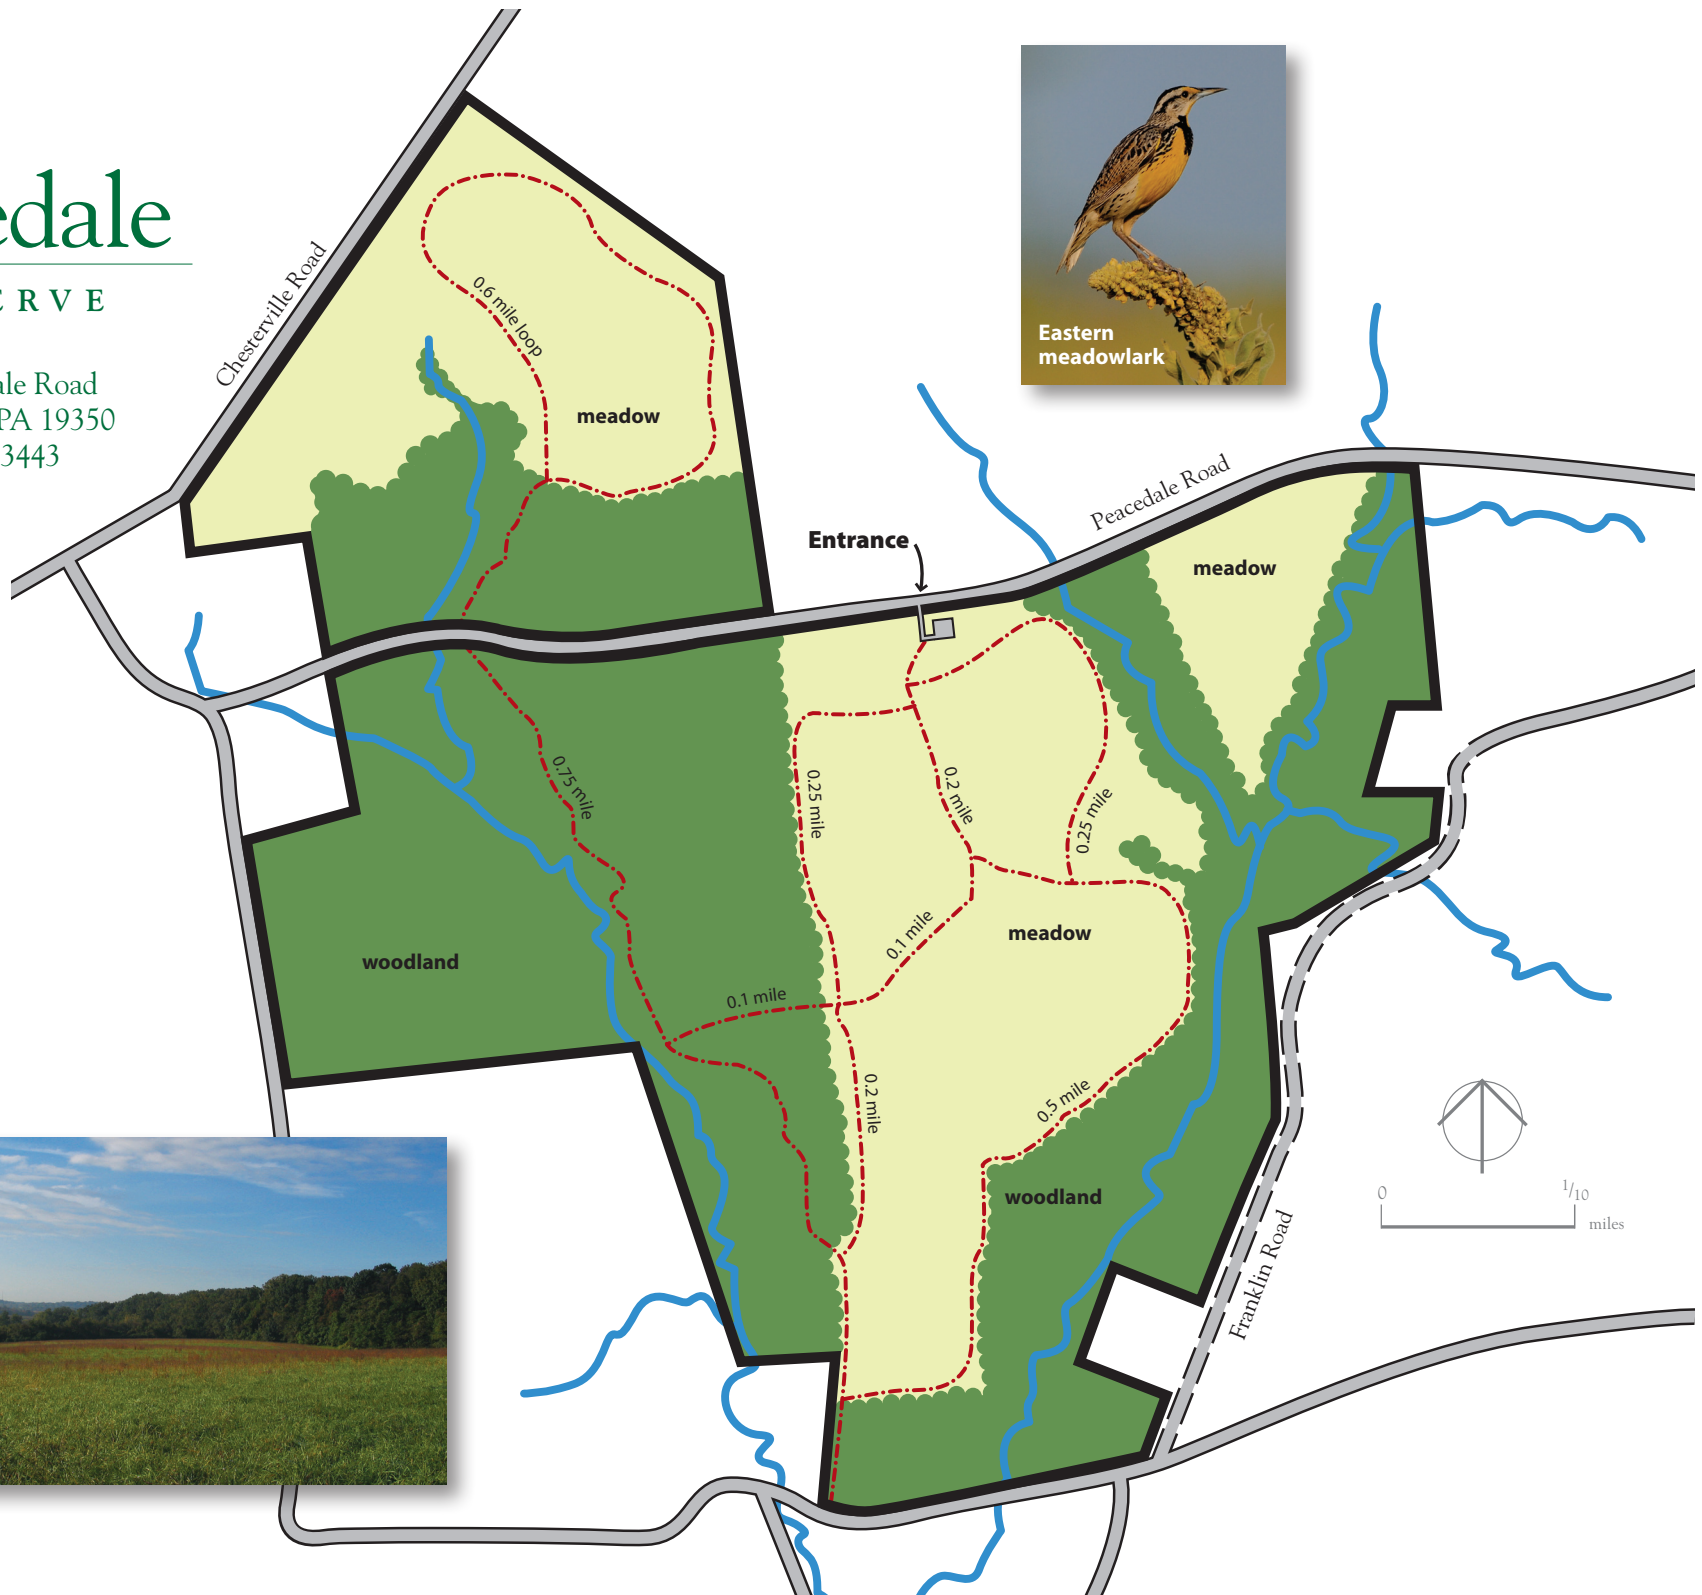 edale
ERVE
ale Road
PA 19350
3443
Chesterville Road
0.6 mile loop
meadow
Eastern
meadowlark
Peacedale Road
Entrance
meadow
0.75 mile
0.25 mile
0.2 mile
0.25 mile
0.1 mile
meadow
woodland
0.1 mile
0.2 mile
0.5 mile
woodland
Franklin Road
0 1/10
miles